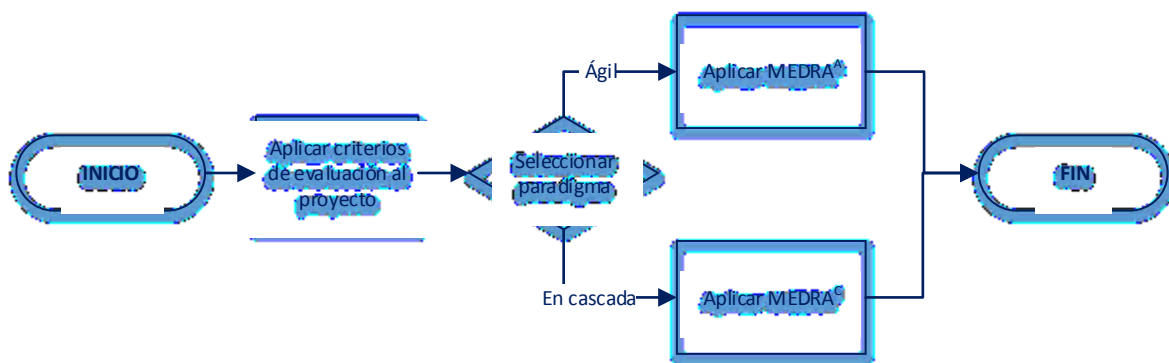 Ágil
Aplicar MEDRA^A
INICIO
Aplicar criterios
de evaluación al
proyecto
Seleccionar
paradigma
FIN
En cascada
Aplicar MEDRA^C